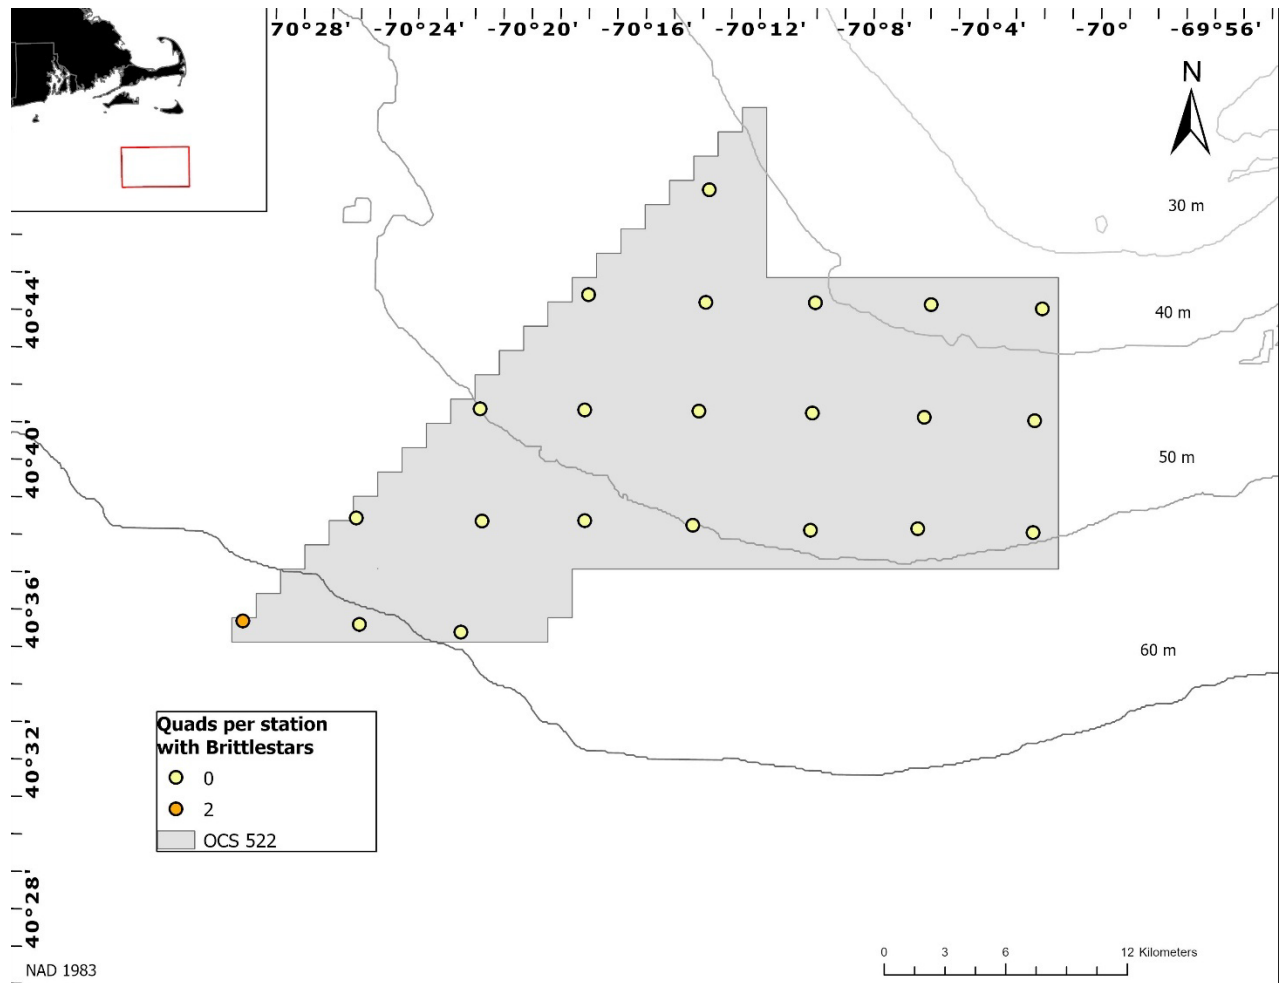 70°28' -70°24' -70°20' -70°16' -70°12' -70°8' -70°4' -70° -69°56'
N
30 m
40°44'
40 m
40°40'
50 m
40°36'
60 m
40°32'
40°28'
Quads per station
with Brittlestars
0
2
OCS 522
0 3 6 12 Kilometers
NAD 1983